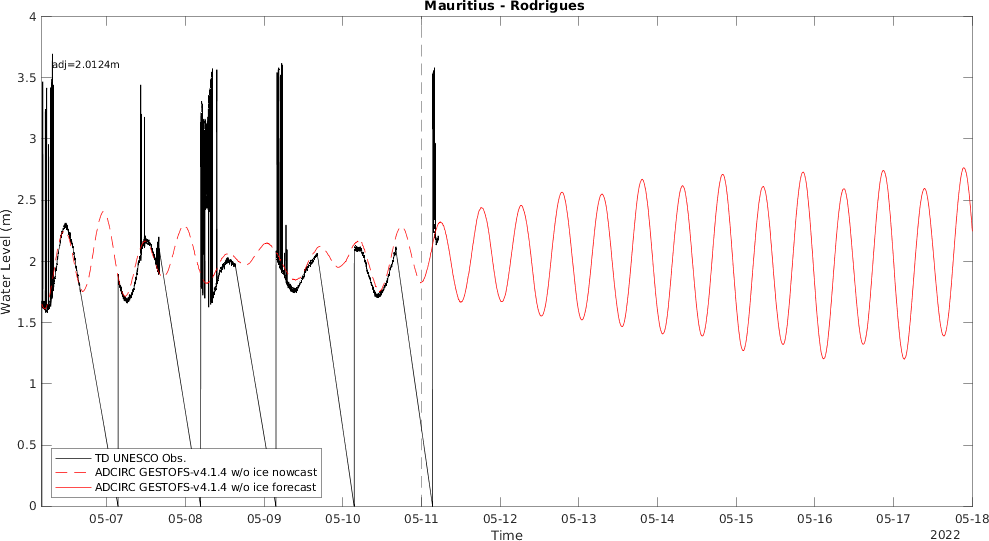 Mauritius - Rodrigues
4
3.5
3
2.5
2
1.5
1
0.5
0
Water Level (m)
adj=2.0124m
TD UNESCO Obs.
ADCIRC GESTOFS-v4.1.4 w/o ice nowcast
ADCIRC GESTOFS-v4.1.4 w/o ice forecast
05-07 05-08 05-09 05-10 05-11 05-12 05-13 05-14 05-15 05-16 05-17 05-18
Time
2022